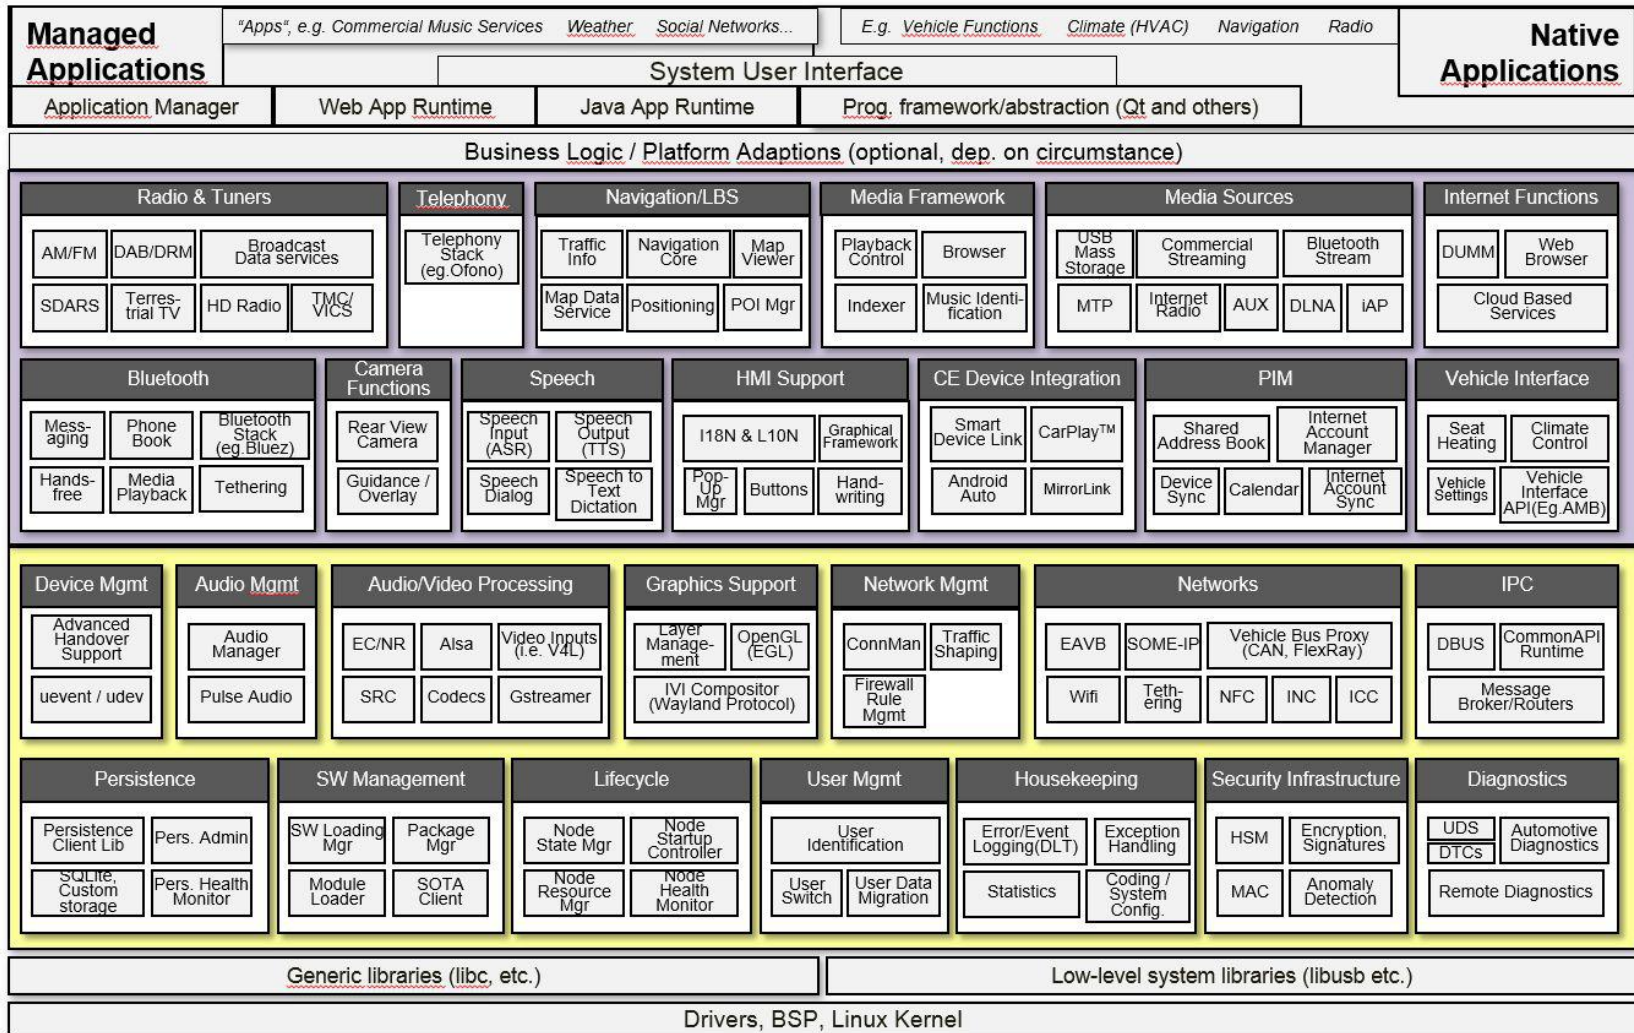 Managed
Applications
"Apps", e.g. Commercial Music Services Weather Social Networks...
E.g. Vehicle Functions Climate (HVAC) Navigation Radio
Native
Applications
System User Interface
Application Manager
Web App Runtime
Java App Runtime
Prog. framework/abstraction (Qt and others)
Business Logic / Platform Adaptions (optional, dep. on circumstance)
Radio & Tuners
AM/FM
DAB/DRM
Broadcast
Data services
SDARS
Terres-
trial TV
HD Radio
TMC/
VICS
Telephony
Telephony
Stack
(eg.Ofono)
Navigation/LBS
Traffic
Info
Navigation
Core
Map
Viewer
Map Data
Service
Positioning
POI Mgr
Media Framework
Playback
Control
Browser
Indexer
Music Identi-
fication
Media Sources
USB
Mass
Storage
Commercial
Streaming
Bluetooth
Stream
MTP
Internet
Radio
AUX
DLNA
iAP
Internet Functions
DUMM
Web
Browser
Cloud Based
Services
Bluetooth
Mess-
aging
Phone
Book
Bluetooth
Stack
(eg.Bluez)
Hands-
free
Media
Playback
Tethering
Camera
Functions
Rear View
Camera
Guidance /
Overlay
Speech
Speech
Input
(ASR)
Speech
Output
(TTS)
Speech
Dialog
Speech to
Text
Dictation
HMI Support
I18N & L10N
Graphical
Framework
Pop-
Up
Mgr
Buttons
Hand-
writing
CE Device Integration
Smart
Device Link
CarPlay™
Android
Auto
MirrorLink
PIM
Shared
Address Book
Internet
Account
Manager
Device
Sync
Calendar
Internet
Account
Sync
Vehicle Interface
Seat
Heating
Climate
Control
Vehicle
Settings
Vehicle
Interface
API(Eg.AMB)
Device Mgmt
Advanced
Handover
Support
uevent / udev
Audio Mgmt
Audio
Manager
Pulse Audio
Audio/Video Processing
EC/NR
Alsa
Video Inputs
(i.e. V4L)
SRC
Codecs
Gstreamer
Graphics Support
Layer
Manage-
ment
OpenGL
(EGL)
IVI Compositor
(Wayland Protocol)
Network Mgmt
ConnMan
Traffic
Shaping
Firewall
Rule
Mgmt
Networks
EAVB
SOME-IP
Vehicle Bus Proxy
(CAN, FlexRay)
Wifi
Teth-
ering
NFC
INC
ICC
IPC
DBUS
CommonAPI
Runtime
Message
Broker/Routers
Persistence
Persistence
Client Lib
Pers. Admin
SQLite,
Custom
storage
Pers. Health
Monitor
SW Management
SW Loading
Mgr
Package
Mgr
Module
Loader
SOTA
Client
Lifecycle
Node
State Mgr
Node
Startup
Controller
Node
Resource
Mgr
Node
Health
Monitor
User Mgmt
User
Identification
User
Switch
User Data
Migration
Housekeeping
Error/Event
Logging(DLT)
Exception
Handling
Statistics
Coding /
System
Config.
Security Infrastructure
HSM
Encryption,
Signatures
MAC
Anomaly
Detection
Diagnostics
UDS
DTCs
Automotive
Diagnostics
Remote Diagnostics
Generic libraries (libc, etc.)
Low-level system libraries (libusb etc.)
Drivers, BSP, Linux Kernel